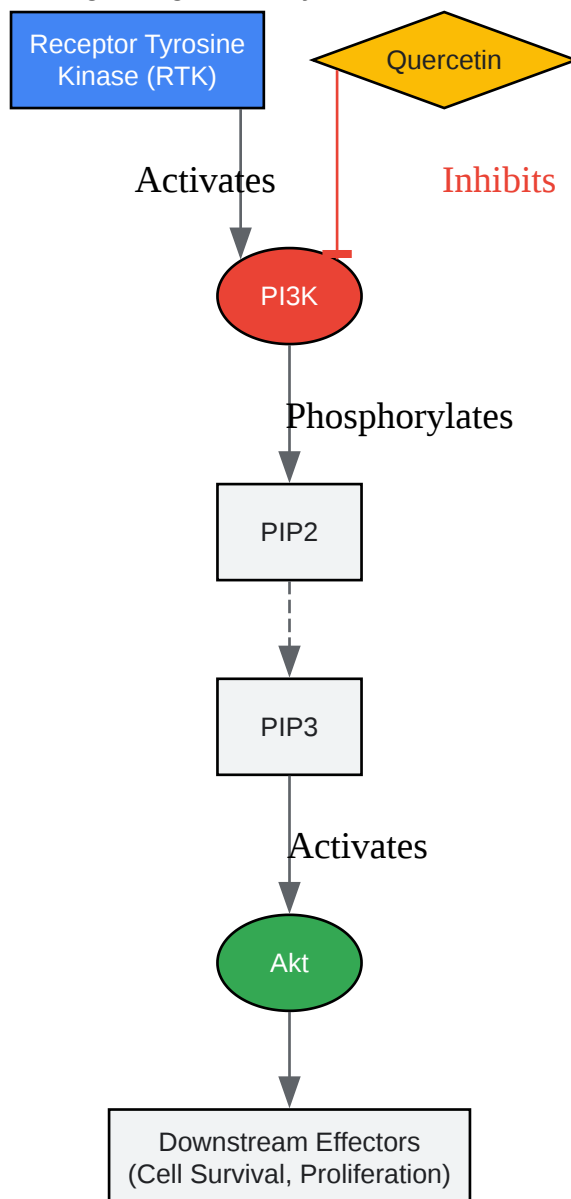 Receptor Tyrosine
Kinase (RTK)
Quercetin
Activates
Inhibits
PI3K
Phosphorylates
PIP2
PIP3
Activates
Akt
Downstream Effectors
(Cell Survival, Proliferation)